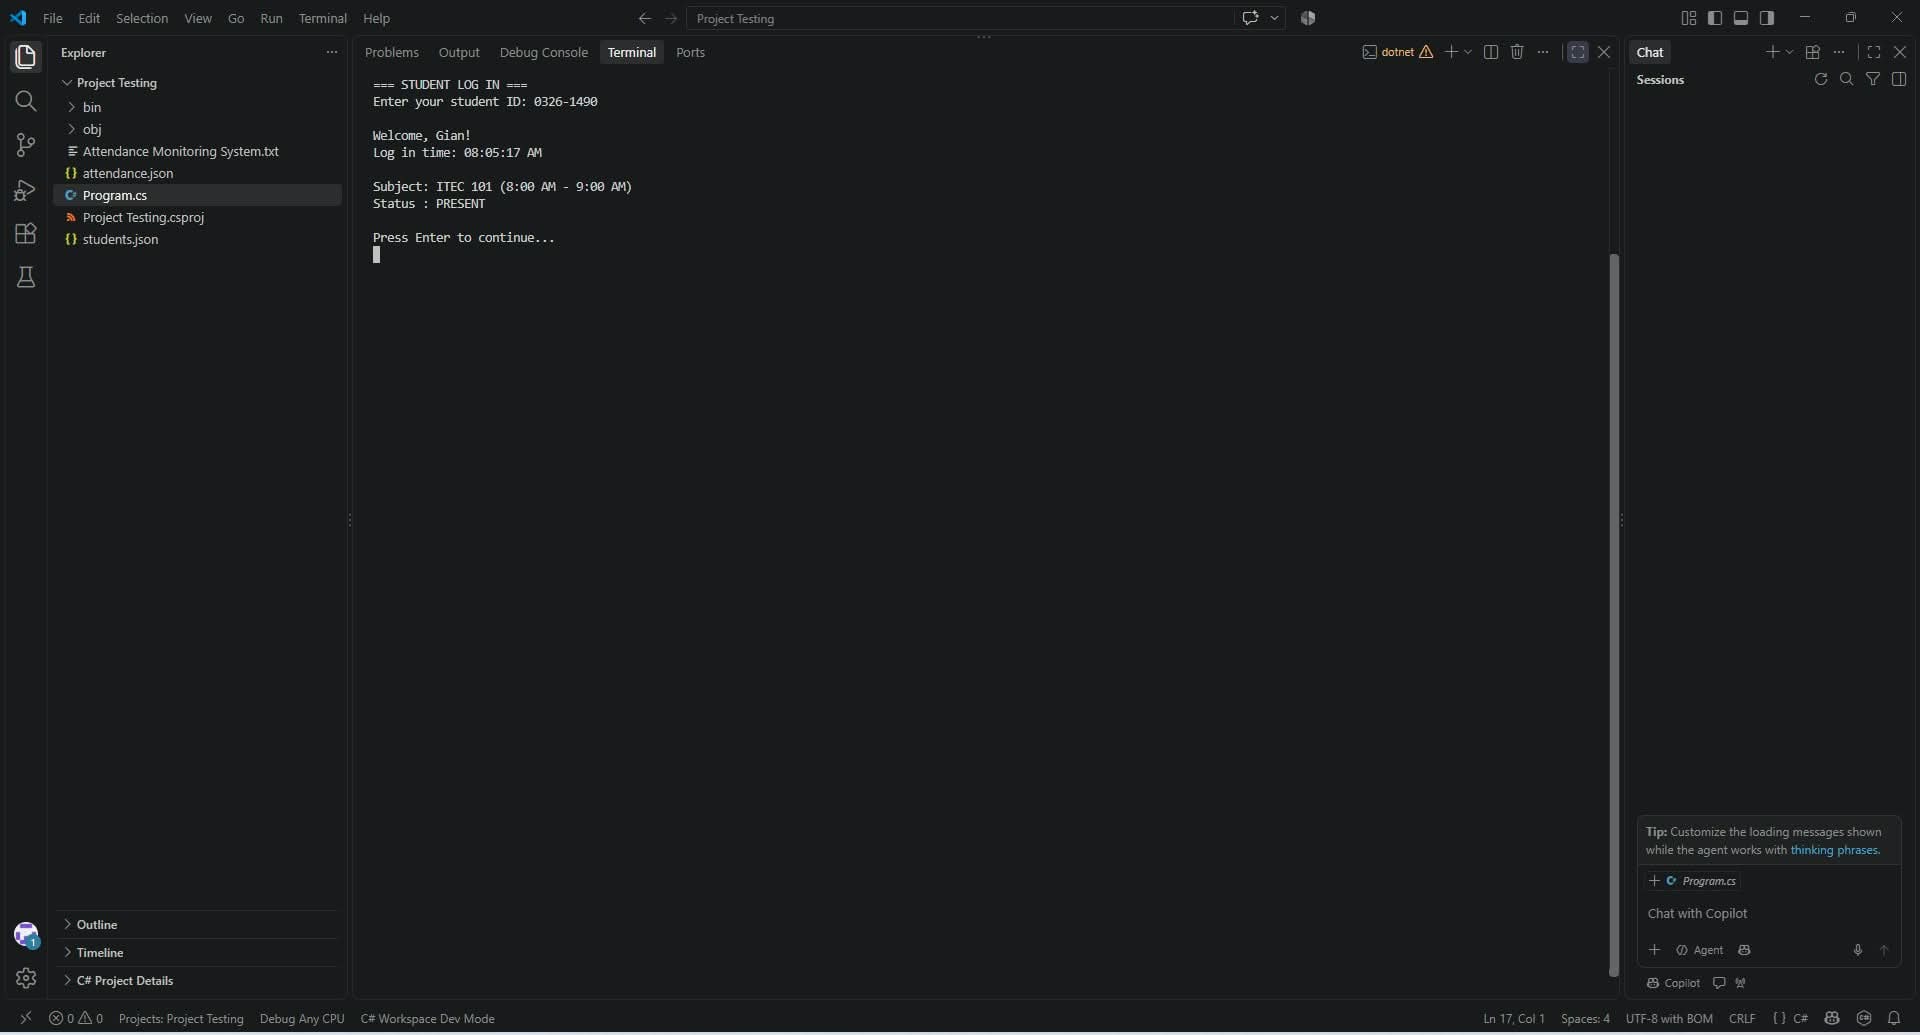 File Edit Selection View Go Run Terminal Help
Project Testing
Explorer
Project Testing
bin
obj
Attendance Monitoring System.txt
{} attendance.json
Program.cs
Project Testing.csproj
{} students.json
Outline
Timeline
C# Project Details
Problems Output Debug Console Terminal Ports
dotnet
=== STUDENT LOG IN ===
Enter your student ID: 0326-1490
Welcome, Gian!
Log in time: 08:05:17 AM
Subject: ITEC 101 (8:00 AM - 9:00 AM)
Status : PRESENT
Press Enter to continue...
Chat
Sessions
Tip: Customize the loading messages shown
while the agent works with thinking phrases.
Program.cs
Chat with Copilot
Agent
Copilot
1
0 0 Projects: Project Testing Debug Any CPU C# Workspace Dev Mode
Ln 17, Col 1 Spaces: 4 UTF-8 with BOM CRLF {} C#